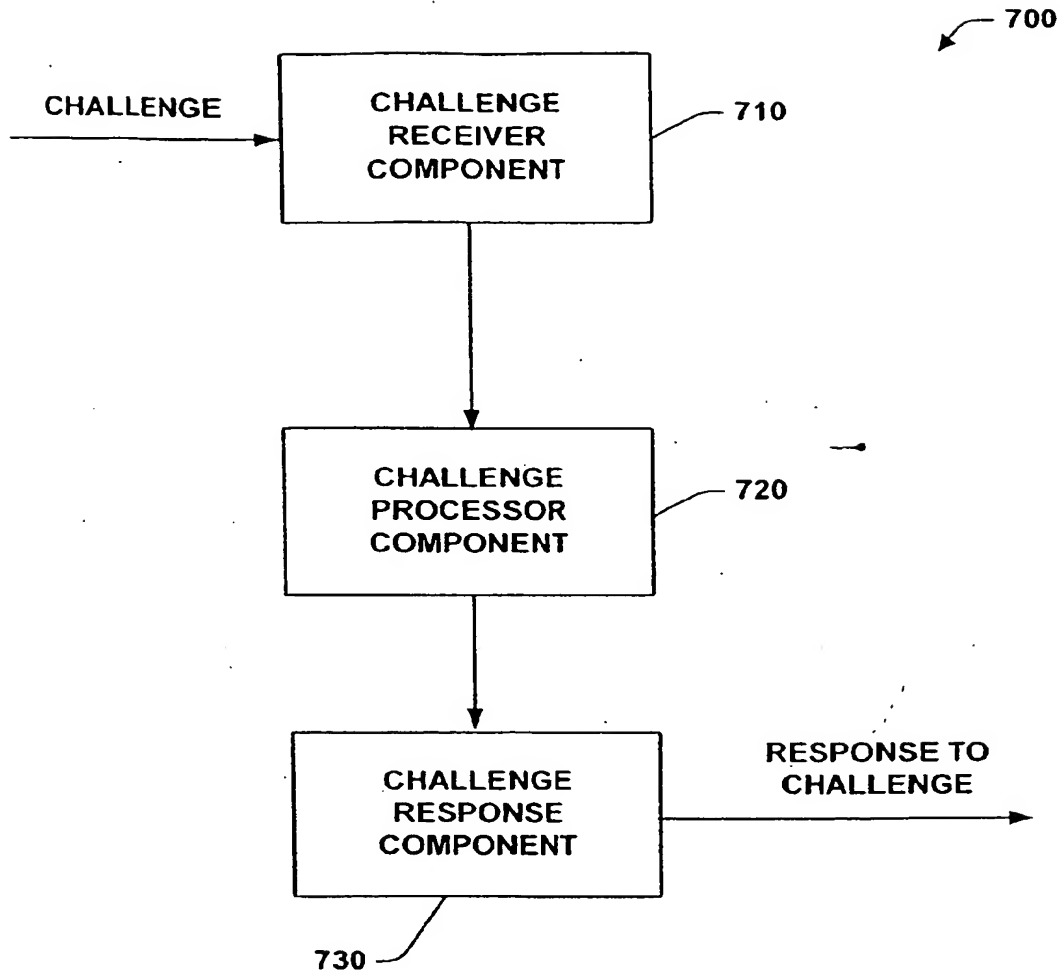 700
CHALLENGE
CHALLENGE
RECEIVER
COMPONENT
710
CHALLENGE
PROCESSOR
COMPONENT
720
CHALLENGE
RESPONSE
COMPONENT
RESPONSE TO
CHALLENGE
730